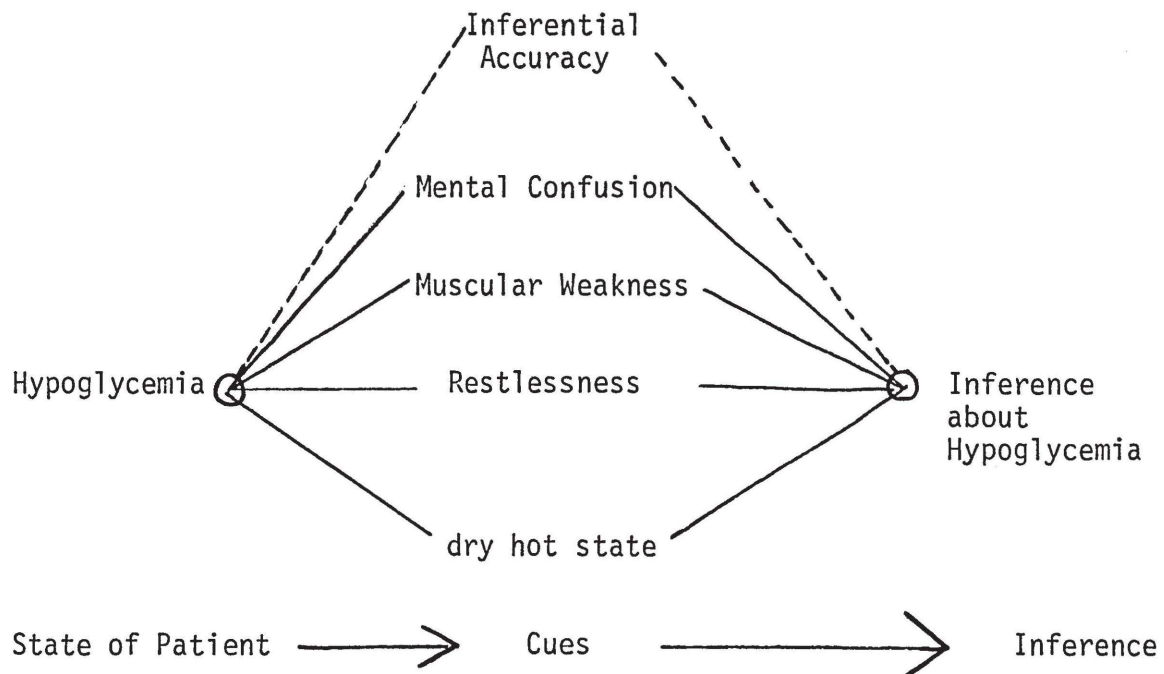 Inferential
Accuracy
Mental Confusion
Muscular Weakness
Hypoglycemia
Restlessness
Inference
about
Hypoglycemia
dry hot state
State of Patient
Cues
Inference